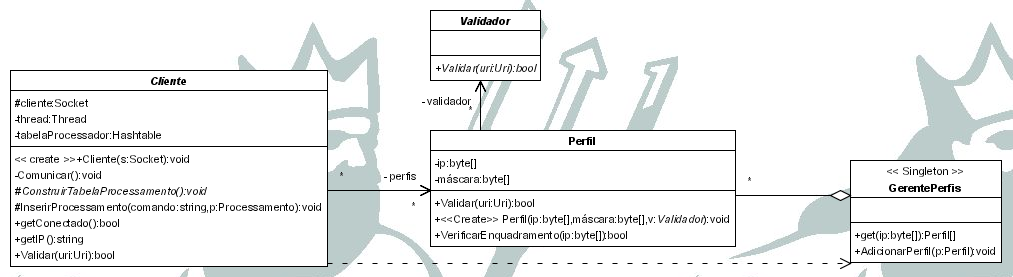 Validador
+Validar(uri:Uri):bool
Cliente
#cliente:Socket
-thread:Thread
-tabelaProcessador:Hashtable
<< create >>+Cliente(s:Socket):void
-Comunicar():void
#ConstruirTabelaProcessamento():void
#InserirProcessamento(comando:string,p:Processamento):void
+getConectado():bool
+getIP():string
+Validar(uri:Uri):bool
-validador
*
* - perfis
*
Perfil
-ip:byte[]
-máscara:byte[]
+Validar(uri:Uri):bool
+<<Create>> Perfil(ip:byte[],máscara:byte[],v:Validador):void
+VerificarEnquadramento(ip:byte[]):bool
*
<< Singleton >>
GerentePerfis
+get(ip:byte[]):Perfil[]
+AdicionarPerfil(p:Perfil):void